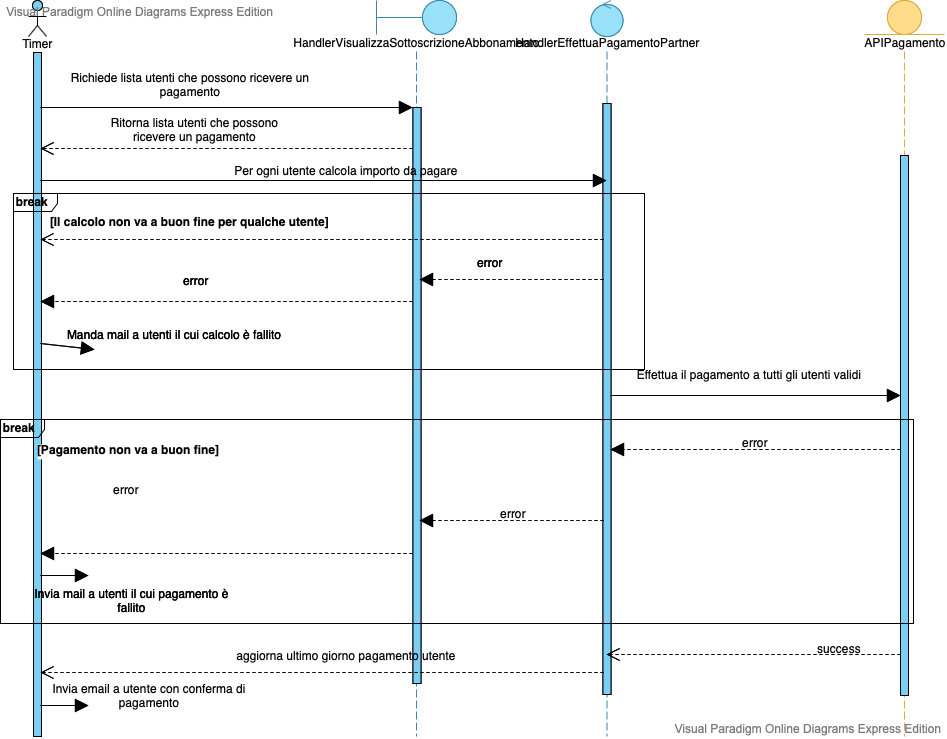 Visual Paradigm Online Diagrams Express Edition
Timer
HandlerVisualizzaSottoscrizioneAbbonamento
HandlerEffettuaPagamentoPartner
APIPagamento
Richiede lista utenti che possono ricevere un
pagamento
Ritorna lista utenti che possono
ricevere un pagamento
Per ogni utente calcola importo da pagare
break
[Il calcolo non va a buon fine per qualche utente]
error
error
Manda mail a utenti il cui calcolo è fallito
Effettua il pagamento a tutti gli utenti validi
break
error
[Pagamento non va a buon fine]
error
error
Invia mail a utenti il cui pagamento è
fallito
success
aggiorna ultimo giorno pagamento utente
Invia email a utente con conferma di
pagamento
Visual Paradigm Online Diagrams Express Edition